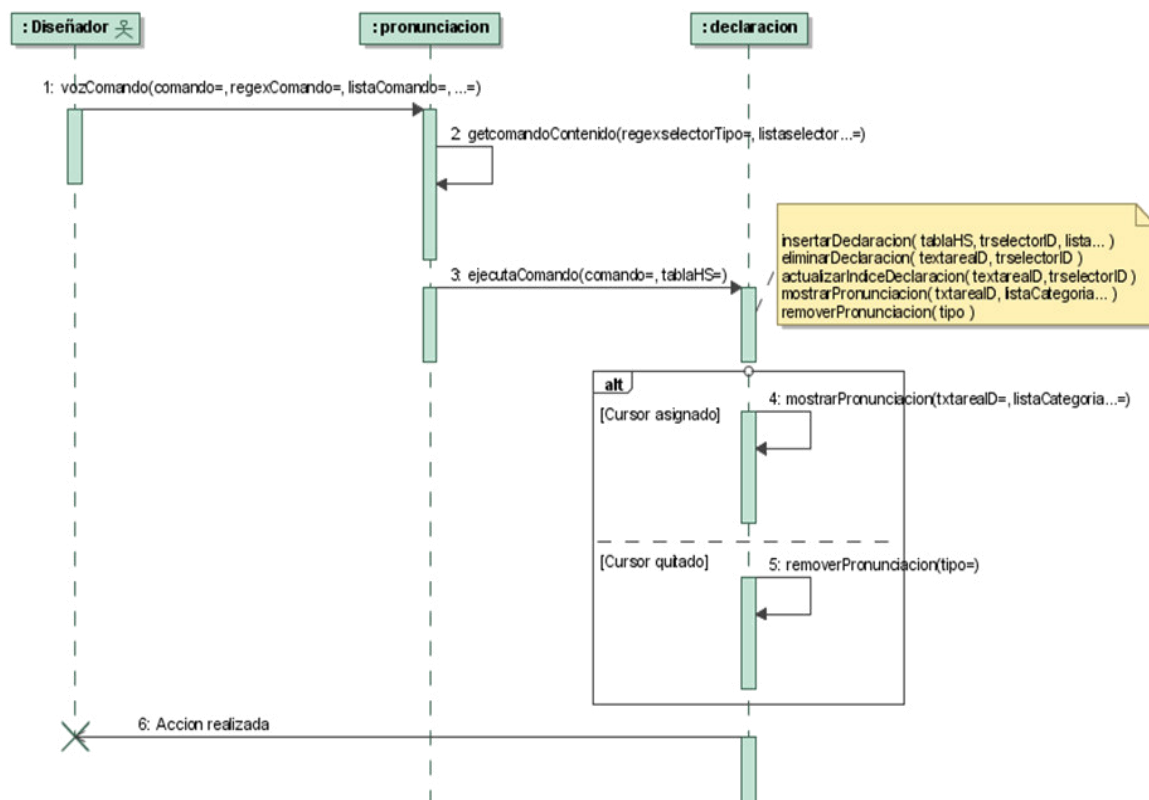 : Diseñador
: pronunciacion
: declaracion
1: vozComando(comando=, regexComando=, listaComando=, ...=)
2: getcomandoContenido(regexselectorTipo=, listaselector...=)
insertarDeclaracion( tablaHS, trselectorID, lista... )
eliminarDeclaracion( textareaID, trselectorID )
actualizarIndiceDeclaracion( textareaID, trselectorID )
mostrarPronunciacion( txtareaID, listaCategoria... )
removerPronunciacion( tipo )
3: ejecutaComando(comando=, tablaHS=)
alt
4: mostrarPronunciacion(txtareaID=, listaCategoria...=)
[Cursor asignado]
[Cursor quitado]
5: removerPronunciacion(tipo=)
6: Accion realizada